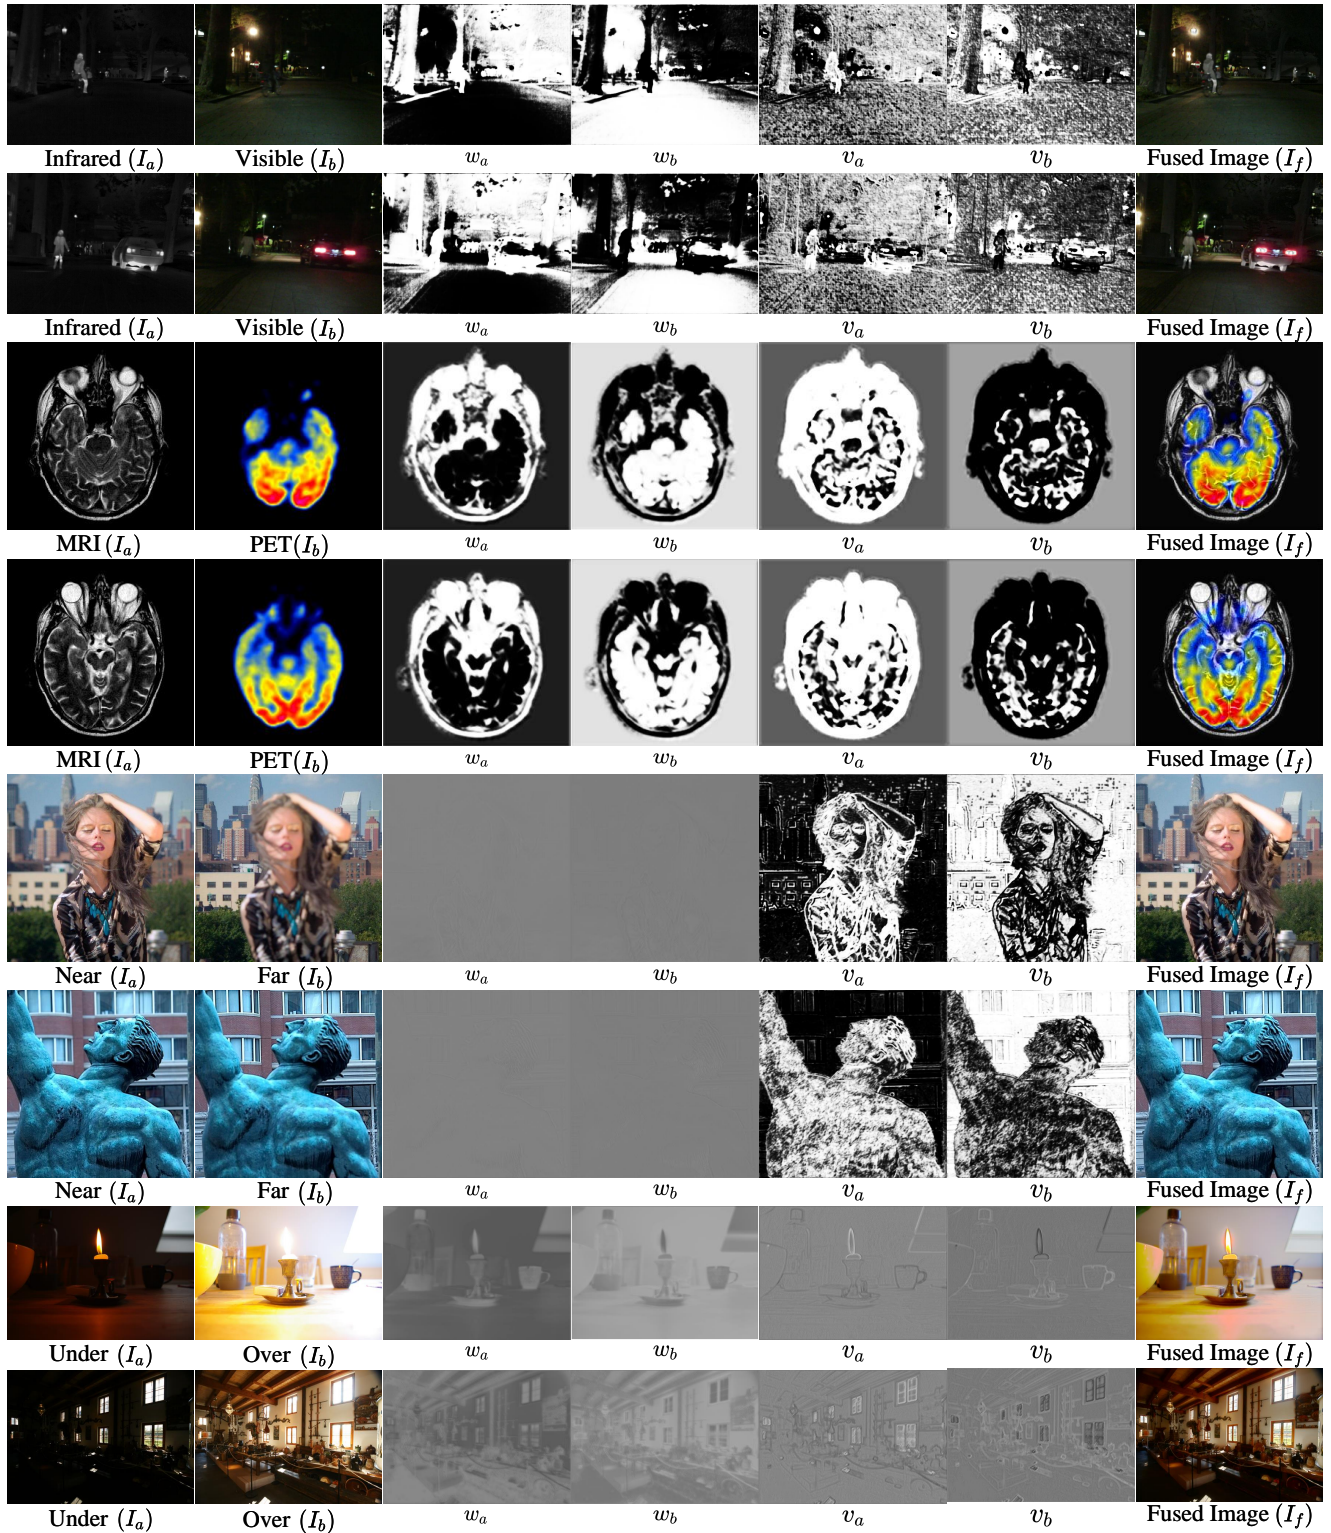 Infrared (I_a) Visible (I_b) w_a w_b v_a v_b Fused Image (I_f)
Infrared (I_a) Visible (I_b) w_a w_b v_a v_b Fused Image (I_f)
MRI (I_a) PET(I_b) w_a w_b v_a v_b Fused Image (I_f)
MRI (I_a) PET(I_b) w_a w_b v_a v_b Fused Image (I_f)
Near (I_a) Far (I_b) w_a w_b v_a v_b Fused Image (I_f)
Near (I_a) Far (I_b) w_a w_b v_a v_b Fused Image (I_f)
Under (I_a) Over (I_b) w_a w_b v_a v_b Fused Image (I_f)
Under (I_a) Over (I_b) w_a w_b v_a v_b Fused Image (I_f)